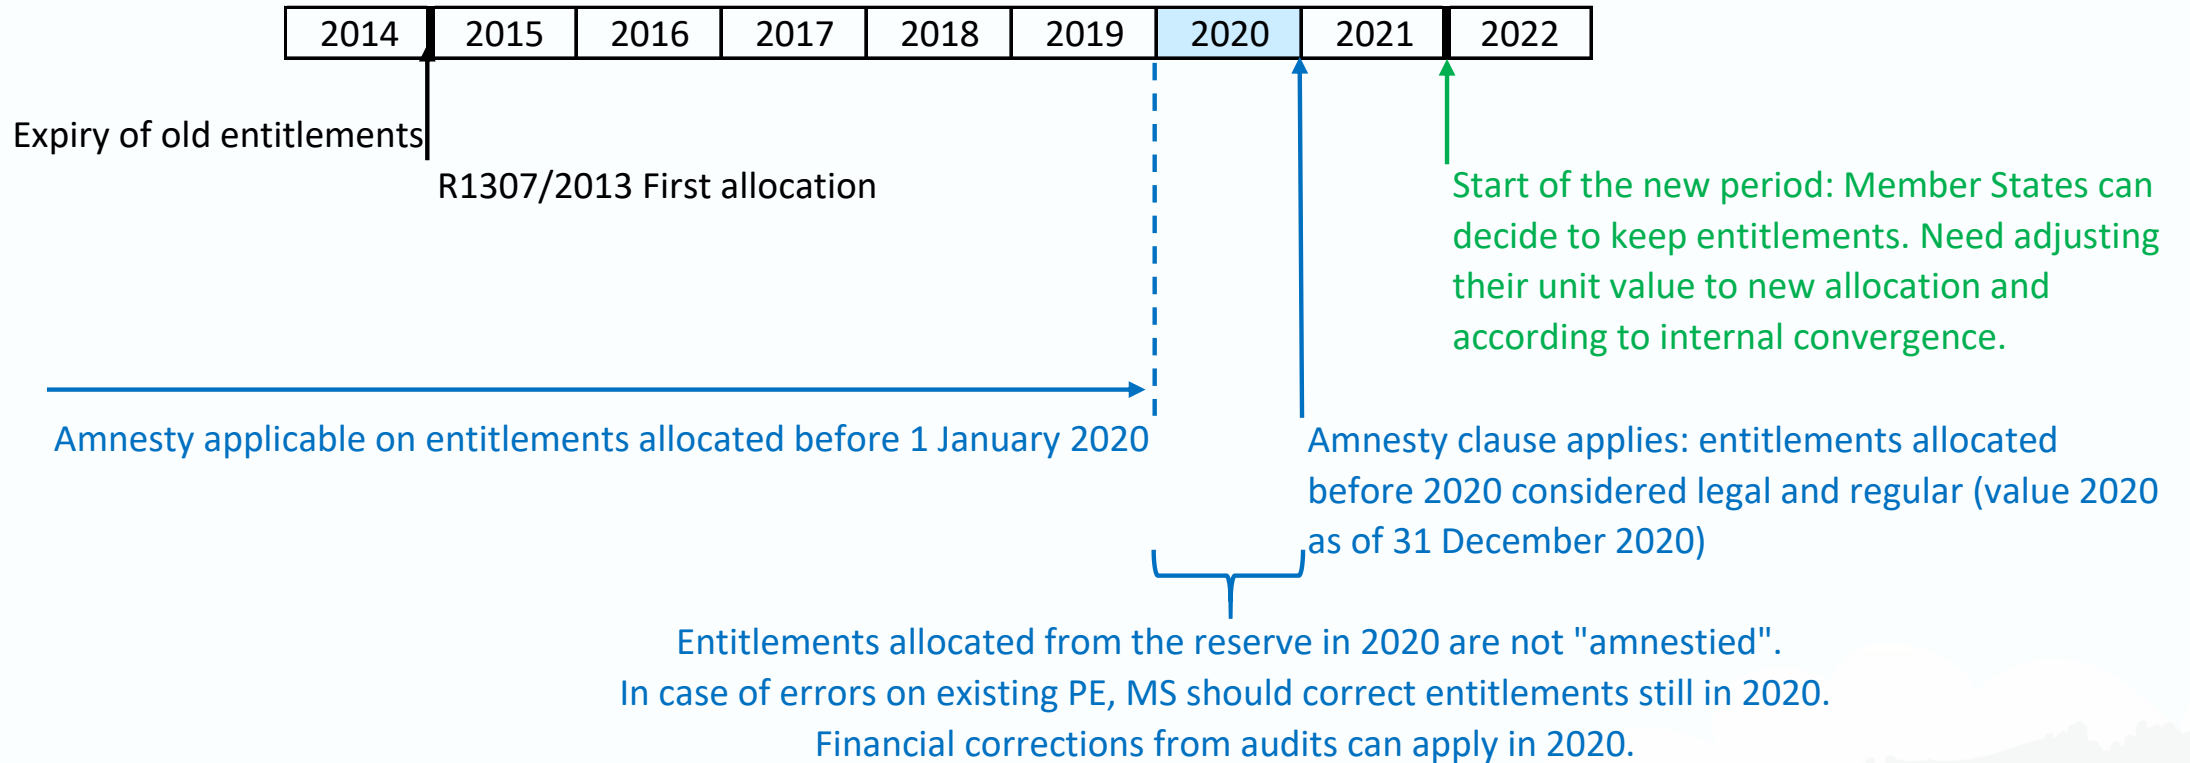 2014 2015 2016 2017 2018 2019 2020 2021 2022
Expiry of old entitlements
R1307/2013 First allocation
Start of the new period: Member States can
decide to keep entitlements. Need adjusting
their unit value to new allocation and
according to internal convergence.
Amnesty applicable on entitlements allocated before 1 January 2020
Amnesty clause applies: entitlements allocated
before 2020 considered legal and regular (value 2020
as of 31 December 2020)
Entitlements allocated from the reserve in 2020 are not "amnestied".
In case of errors on existing PE, MS should correct entitlements still in 2020.
Financial corrections from audits can apply in 2020.